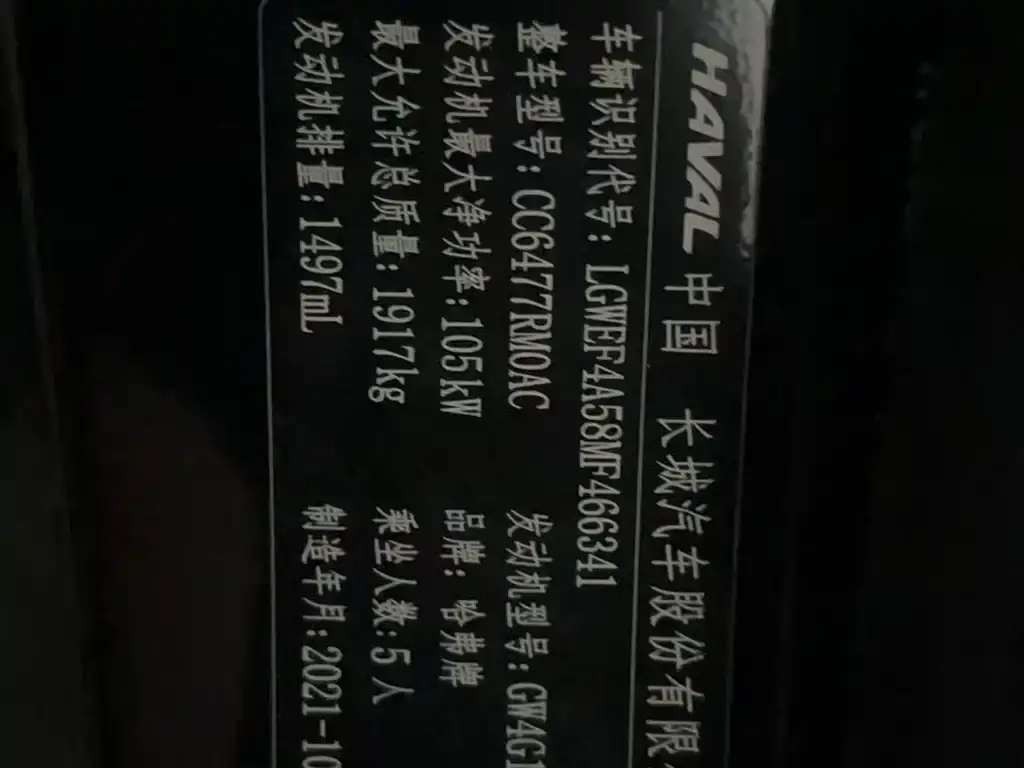 HAVAL 中国 长城汽车股份有限
车辆识别代号:LGWEF4A58MF466341
整车型号:CC6477RM0AC 发动机型号:GW4G1
发动机最大净功率:105kW 品牌:哈弗牌
最大允许总质量:1917kg 乘坐人数:5人
发动机排量:1497mL 制造年月:2021-10